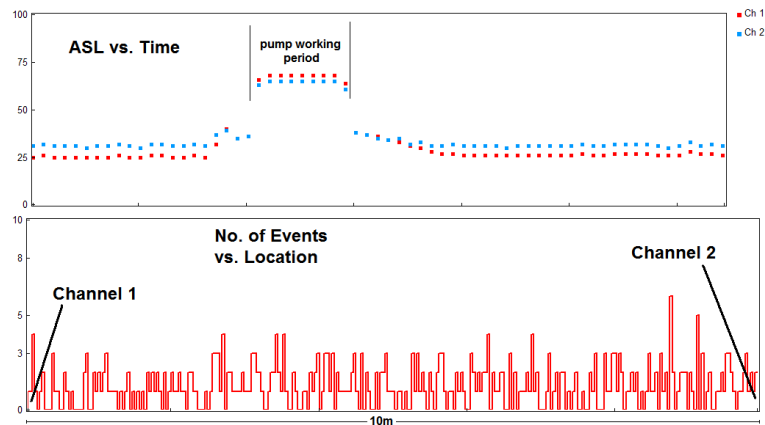 100
75
50
25
0
ASL vs. Time
pump working
period
Ch 1
Ch 2
10
8
5
3
0
No. of Events
vs. Location
Channel 1
Channel 2
10m